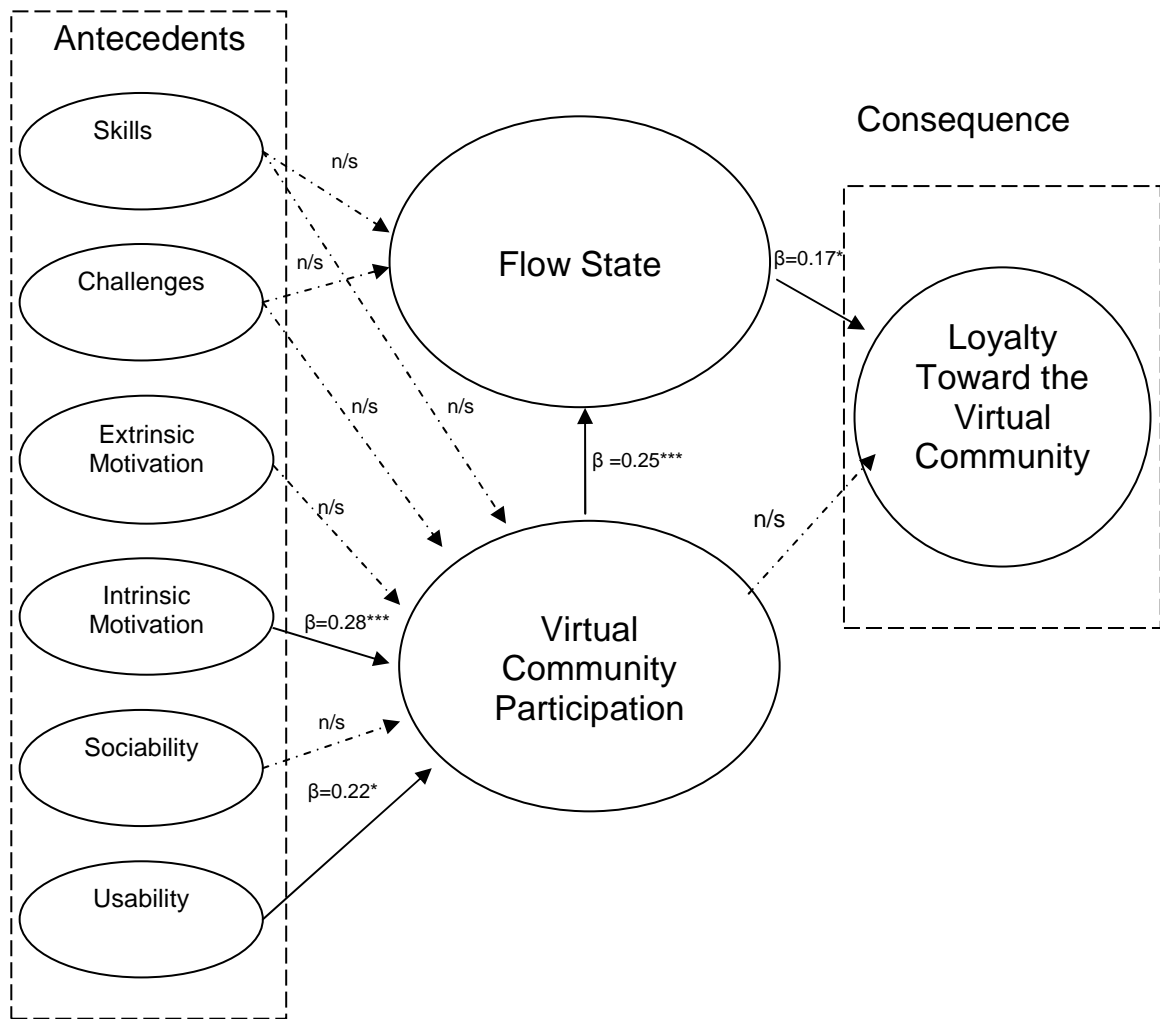 Antecedents
Skills
Challenges
Extrinsic
Motivation
Intrinsic
Motivation
Sociability
Usability
n/s
n/s
n/s
n/s
n/s
β=0.28***
n/s
β=0.22*
Flow State
β =0.25***
Virtual
Community
Participation
β=0.17*
n/s
Consequence
Loyalty
Toward the
Virtual
Community